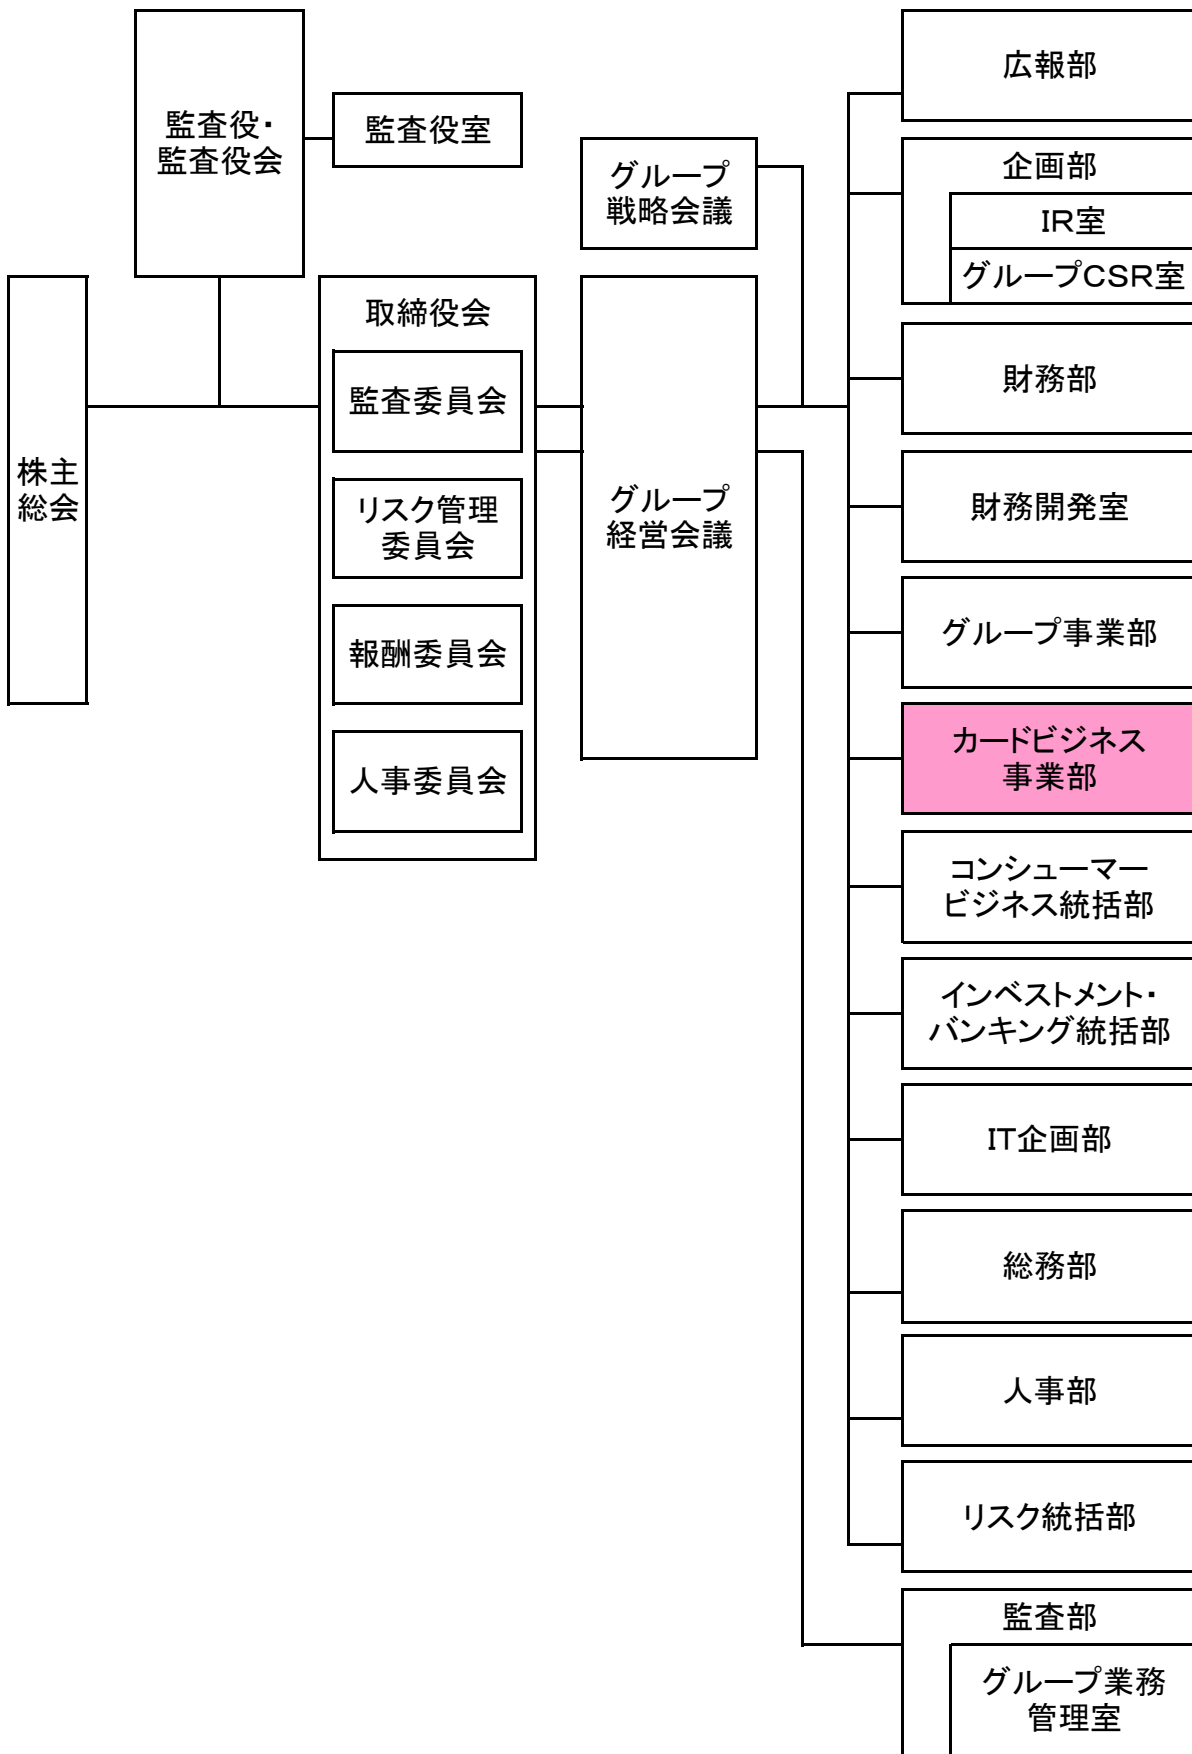 株主
総会
監査役・
監査役会
監査役室
取締役会
監査委員会
リスク管理
委員会
報酬委員会
人事委員会
グループ
戦略会議
グループ
経営会議
広報部
企画部
IR室
グループCSR室
財務部
財務開発室
グループ事業部
カードビジネス
事業部
コンシューマー
ビジネス統括部
インベストメント・
バンキング統括部
IT企画部
総務部
人事部
リスク統括部
監査部
グループ業務
管理室